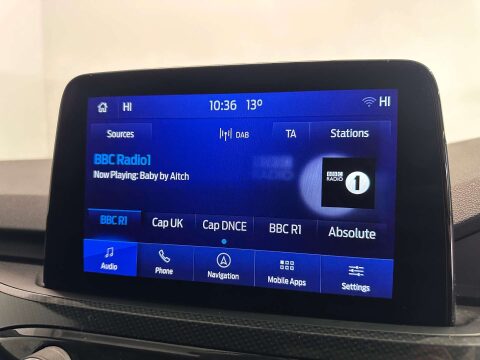 HI 10:36 13° HI
Sources DAB TA Stations
BBC Radio1
Now Playing: Baby by Aitch
BBC RADIO 1
BBC R1 Cap UK Cap DNCE BBC R1 Absolute
Audio Phone Navigation Mobile Apps Settings